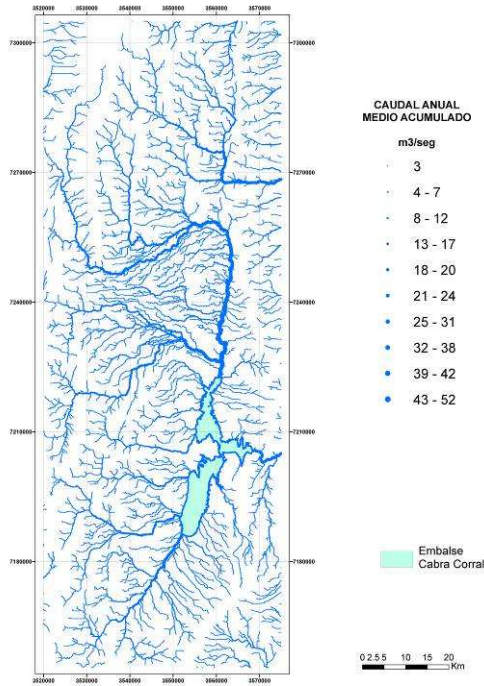 3520000 3530000 3540000 3550000 3560000 3570000
7300000 7300000
7270000 7270000
7240000 7240000
7210000 7210000
7180000 7180000
3520000 3530000 3540000 3550000 3560000 3570000
CAUDAL ANUAL
MEDIO ACUMULADO
m3/seg
3
4 - 7
8 - 12
13 - 17
18 - 20
21 - 24
25 - 31
32 - 38
39 - 42
43 - 52
Embalse
Cabra Corral
0 2.5 5 10 15 20
Km